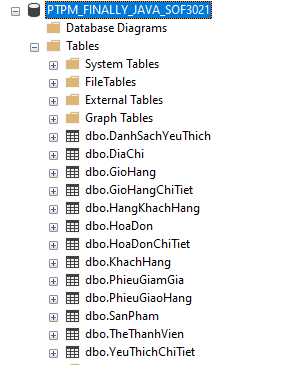 PTPM_FINALLY_JAVA_SOF3021
Database Diagrams
Tables
System Tables
FileTables
External Tables
Graph Tables
dbo.DanhSachYeuThich
dbo.DiaChi
dbo.GioHang
dbo.GioHangChiTiet
dbo.HangKhachHang
dbo.HoaDon
dbo.HoaDonChiTiet
dbo.KhachHang
dbo.PhieuGiamGia
dbo.PhieuGiaoHang
dbo.SanPham
dbo.TheThanhVien
dbo.YeuThichChiTiet